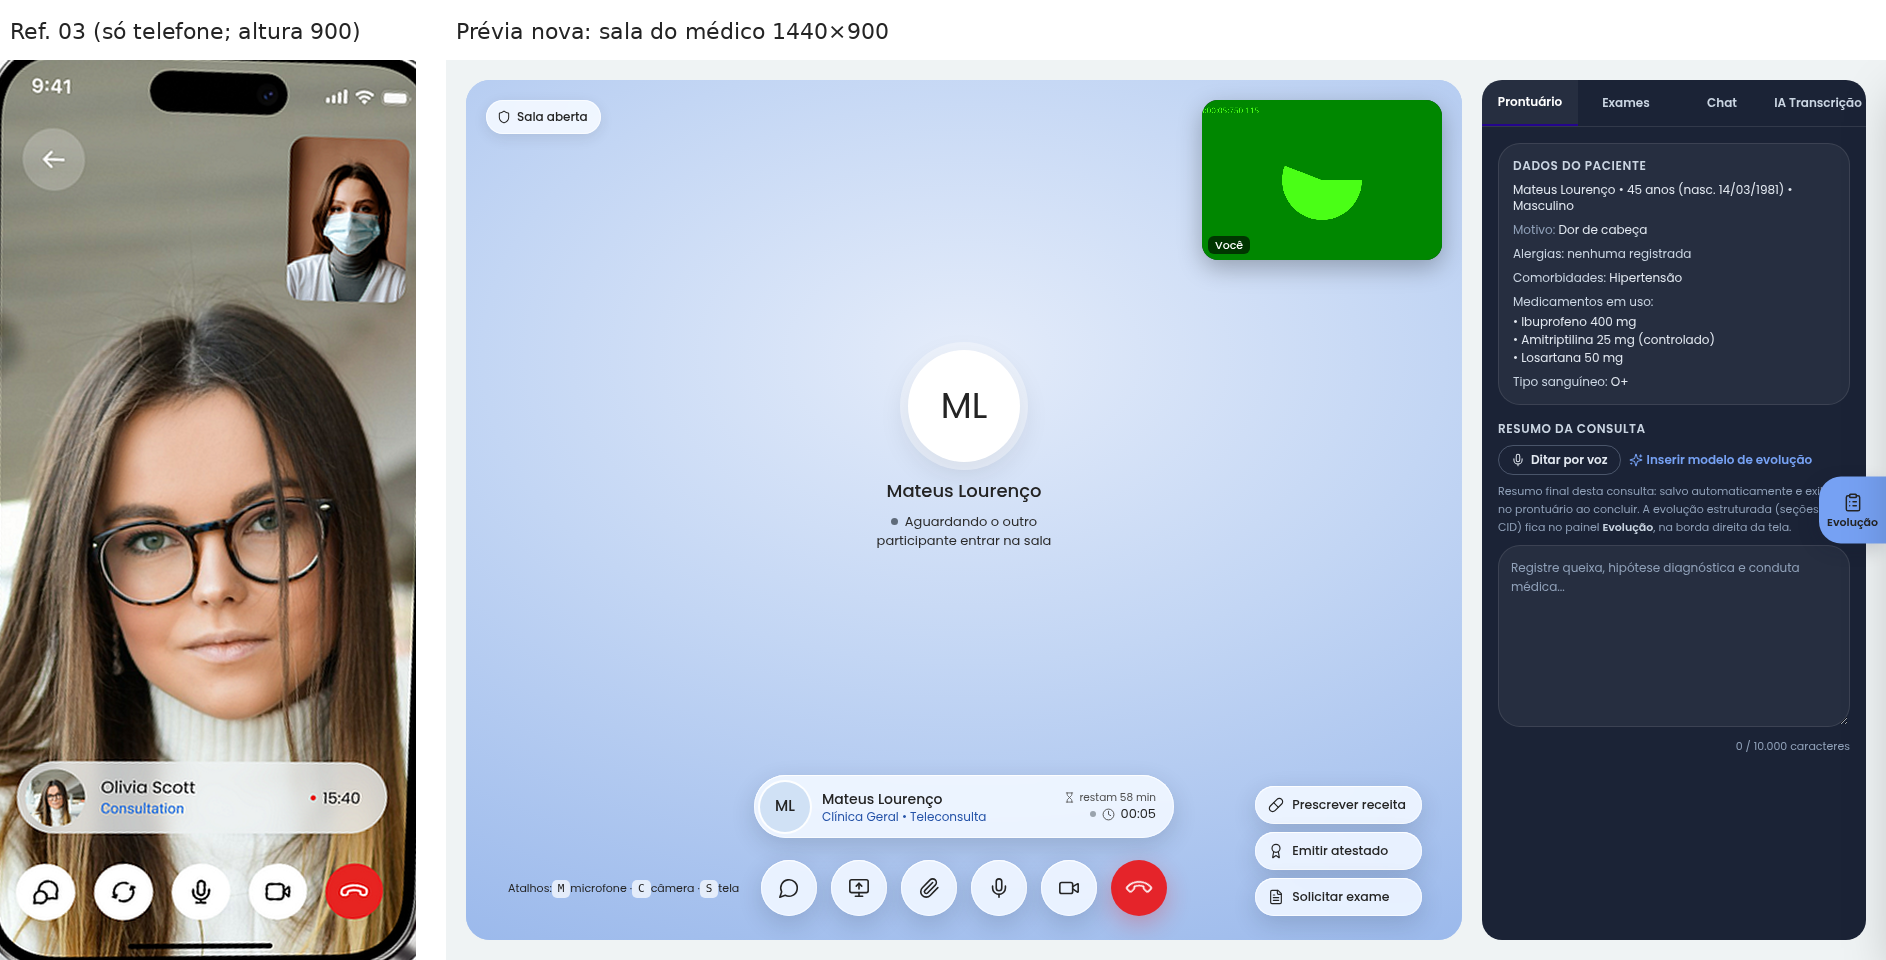 Ref. 03 (só telefone; altura 900)
Prévia nova: sala do médico 1440×900
9:41
Olivia Scott
Consultation
15:40
Sala aberta
Você
ML
Mateus Lourenço
Aguardando o outro
participante entrar na sala
ML
Mateus Lourenço
Clínica Geral • Teleconsulta
restam 58 min
00:05
Atalhos: M microfone · C câmera · S tela
Prescrever receita
Emitir atestado
Solicitar exame
Prontuário
Exames
Chat
IA Transcrição
DADOS DO PACIENTE
Mateus Lourenço • 45 anos (nasc. 14/03/1981) •
Masculino
Motivo: Dor de cabeça
Alergias: nenhuma registrada
Comorbidades: Hipertensão
Medicamentos em uso:
• Ibuprofeno 400 mg
• Amitriptilina 25 mg (controlado)
• Losartana 50 mg
Tipo sanguíneo: O+
RESUMO DA CONSULTA
Ditar por voz
Inserir modelo de evolução
Resumo final desta consulta: salvo automaticamente e
no prontuário ao concluir. A evolução estruturada (seções
CID) fica no painel Evolução, na borda direita da tela.
Evolução
Registre queixa, hipótese diagnóstica e conduta
médica...
0 / 10.000 caracteres